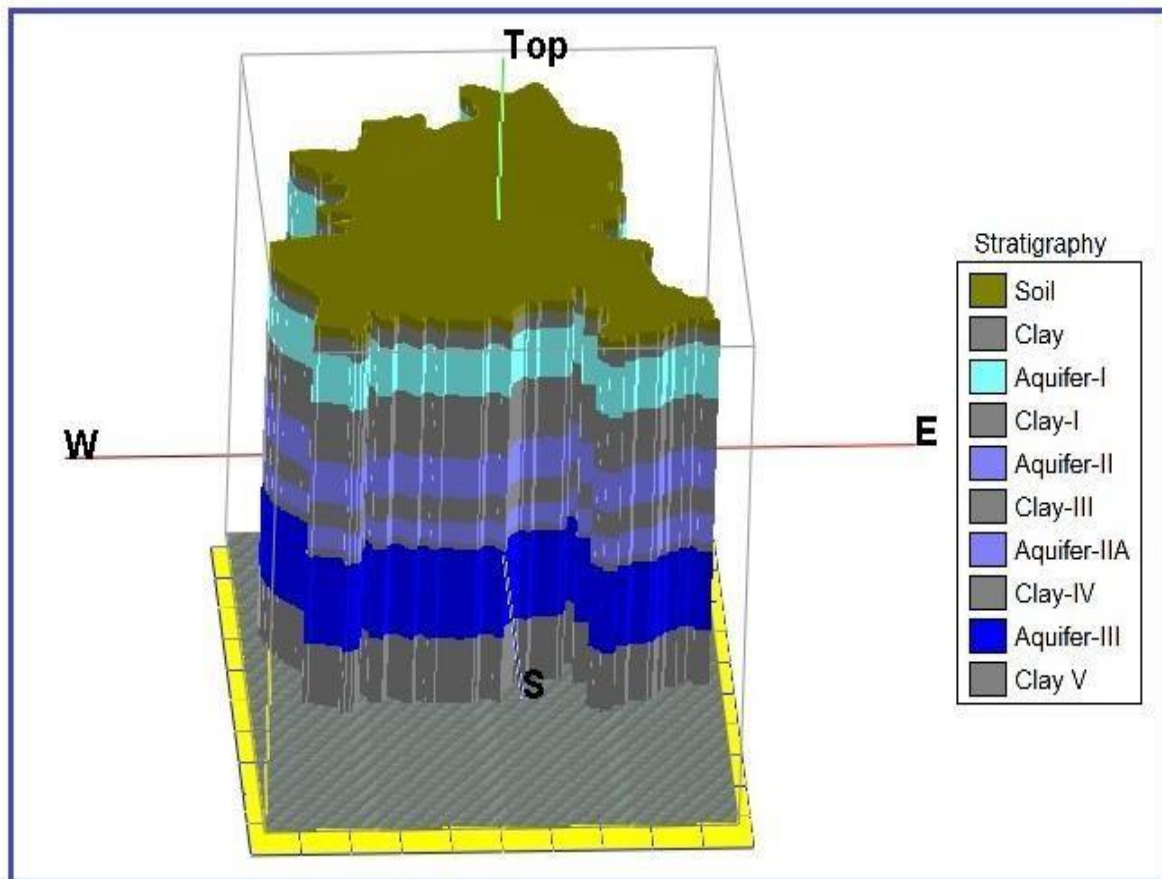 Top
W
E
S
Stratigraphy
Soil
Clay
Aquifer-I
Clay-I
Aquifer-II
Clay-III
Aquifer-IIA
Clay-IV
Aquifer-III
Clay V